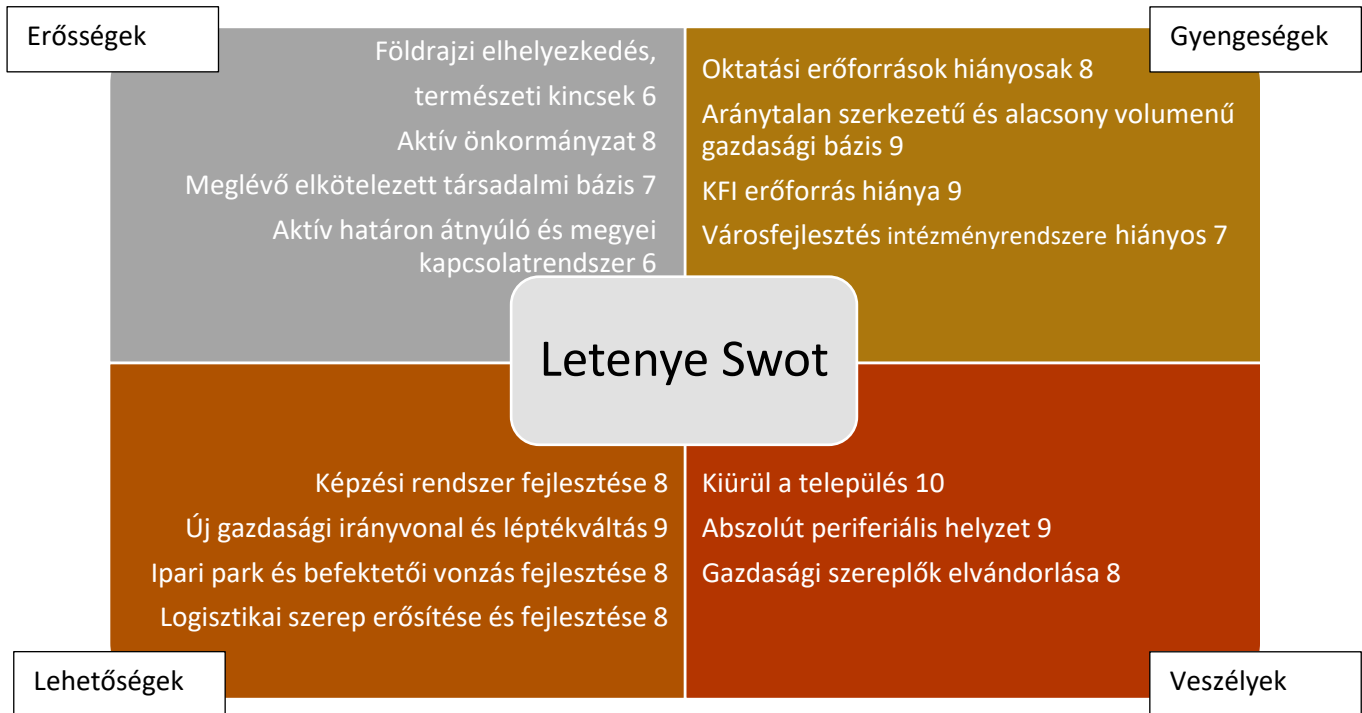 Erősségek
Földrajzi elhelyezkedés,
természeti kincsek 6
Aktív önkormányzat 8
Meglévő elkötelezett társadalmi bázis 7
Aktív határon átnyúló és megyei
kapcsolatrendszer 6
Gyengeségek
Oktatási erőforrások hiányosak 8
Aránytalan szerkezetű és alacsony volumenű
gazdasági bázis 9
KFI erőforrás hiánya 9
Városfejlesztés intézményrendszere hiányos 7
Letenye Swot
Képzési rendszer fejlesztése 8
Új gazdasági irányvonal és léptékváltás 9
Ipari park és befektetői vonzás fejlesztése 8
Logisztikai szerep erősítése és fejlesztése 8
Lehetőségek
Kiürül a település 10
Abszolút periferiális helyzet 9
Gazdasági szereplők elvándorlása 8
Veszélyek